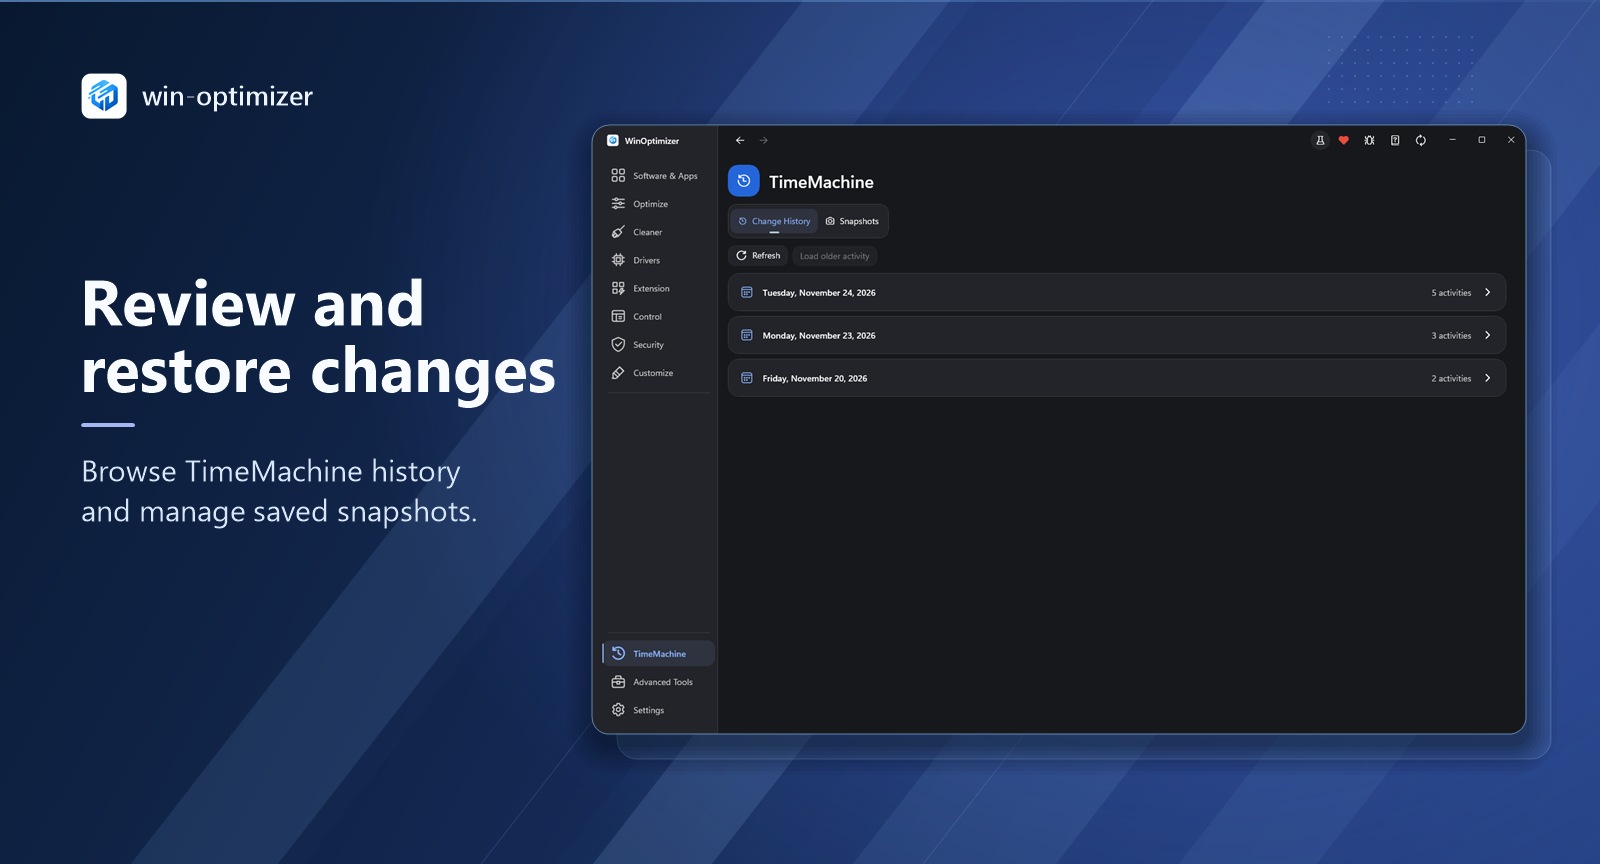 win-optimizer
Review and
restore changes
Browse TimeMachine history
and manage saved snapshots.
WinOptimizer
Software & Apps
Optimize
Cleaner
Drivers
Extension
Control
Security
Customize
TimeMachine
Advanced Tools
Settings
TimeMachine
Change History
Snapshots
Refresh
Load older activity
Tuesday, November 24, 2026
5 activities
Monday, November 23, 2026
3 activities
Friday, November 20, 2026
2 activities